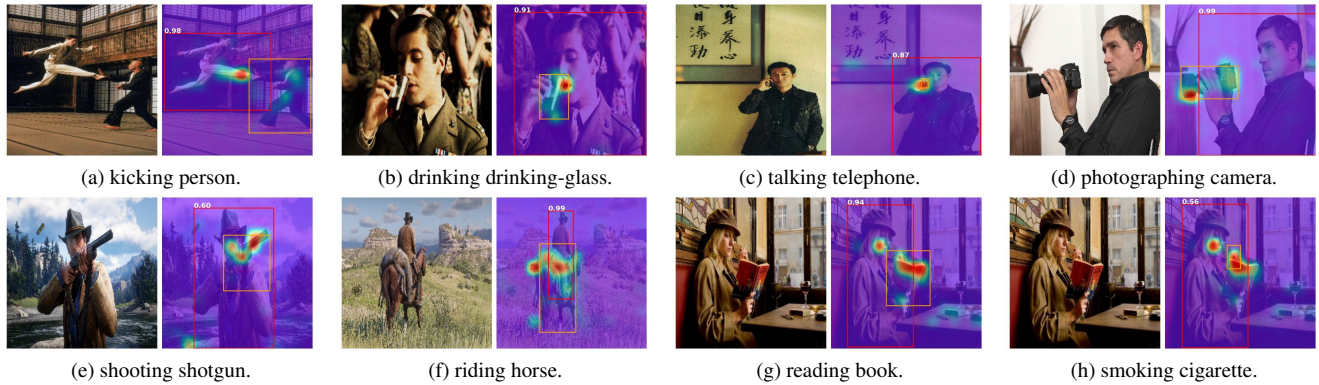 0.98
0.91
0.87
0.99
(a) kicking person.
(b) drinking drinking-glass.
(c) talking telephone.
(d) photographing camera.
0.60
0.99
0.94
0.56
(e) shooting shotgun.
(f) riding horse.
(g) reading book.
(h) smoking cigarette.